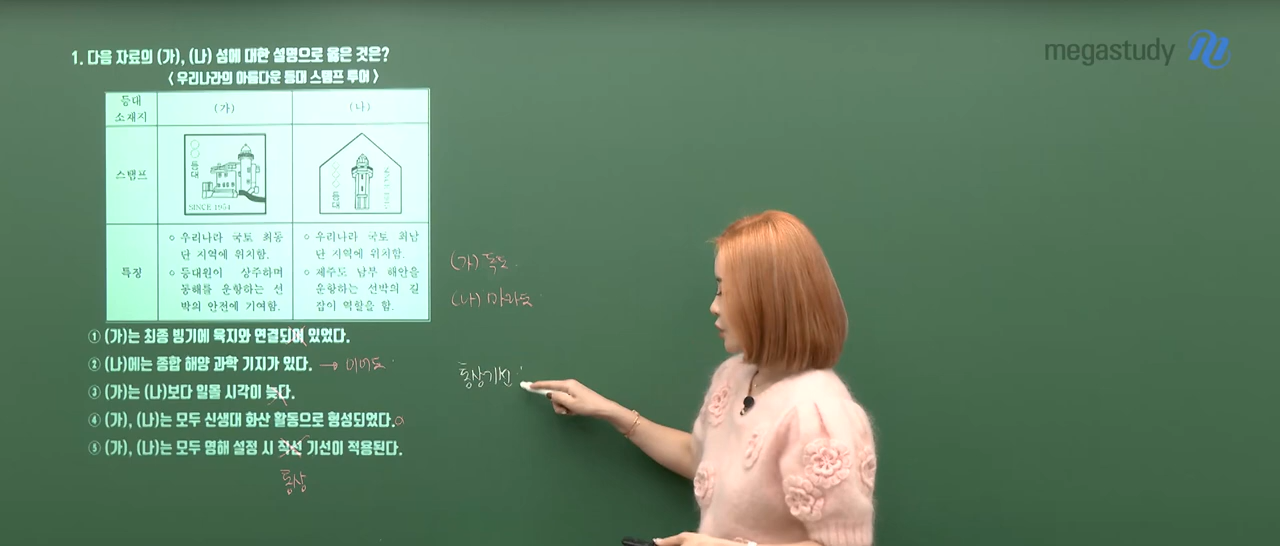 megastudy
1. 다음 자료의 (가), (나) 섬에 대한 설명으로 옳은 것은?
< 우리나라의 아름다운 등대 스탬프 투어 >
등대 소재지 (가) (나)
스탬프
○○등대
SINCE 1954
○○○등대
특징
○ 우리나라 국토 최동
단 지역에 위치함.
○ 등대원이 상주하며
동해를 운항하는 선
박의 안전에 기여함.
○ 우리나라 국토 최남
단 지역에 위치함.
○ 제주도 남부 해안을
운항하는 선박의 길
잡이 역할을 함.
(가) 독도.
(나) 마라도
① (가)는 최종 빙기에 육지와 연결되어 있었다.
② (나)에는 종합 해양 과학 기지가 있다. → 이어도
③ (가)는 (나)보다 일몰 시각이 늦다.
④ (가), (나)는 모두 신생대 화산 활동으로 형성되었다.
⑤ (가), (나)는 모두 영해 설정 시 직선 기선이 적용된다.
통상
통상기선: